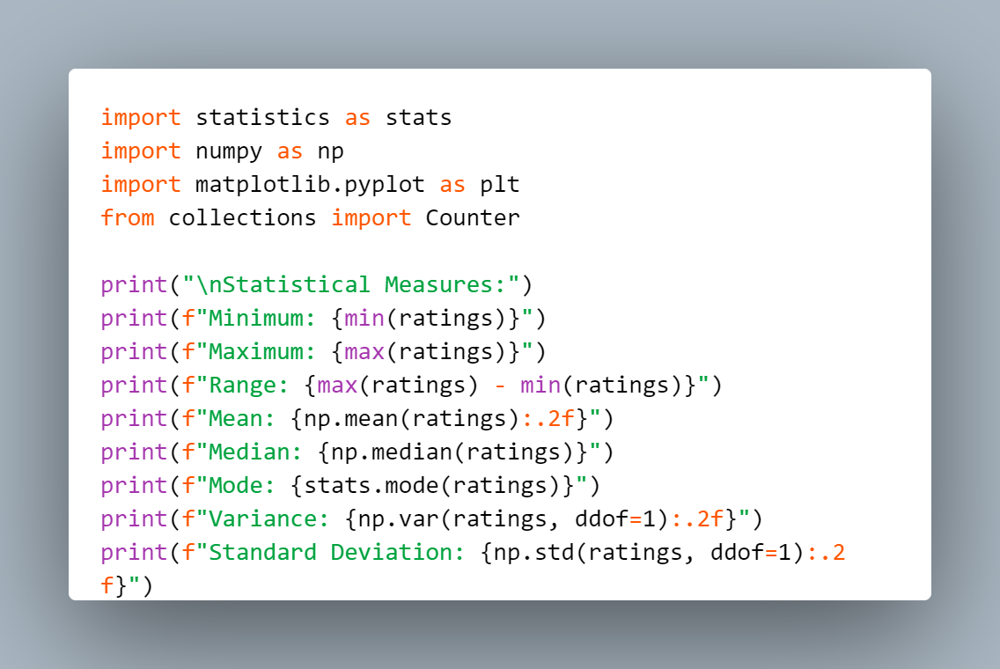 import statistics as stats
import numpy as np
import matplotlib.pyplot as plt
from collections import Counter

print("\nStatistical Measures:")
print(f"Minimum: {min(ratings)}")
print(f"Maximum: {max(ratings)}")
print(f"Range: {max(ratings) - min(ratings)}")
print(f"Mean: {np.mean(ratings):.2f}")
print(f"Median: {np.median(ratings)}")
print(f"Mode: {stats.mode(ratings)}")
print(f"Variance: {np.var(ratings, ddof=1):.2f}")
print(f"Standard Deviation: {np.std(ratings, ddof=1):.2
f}")